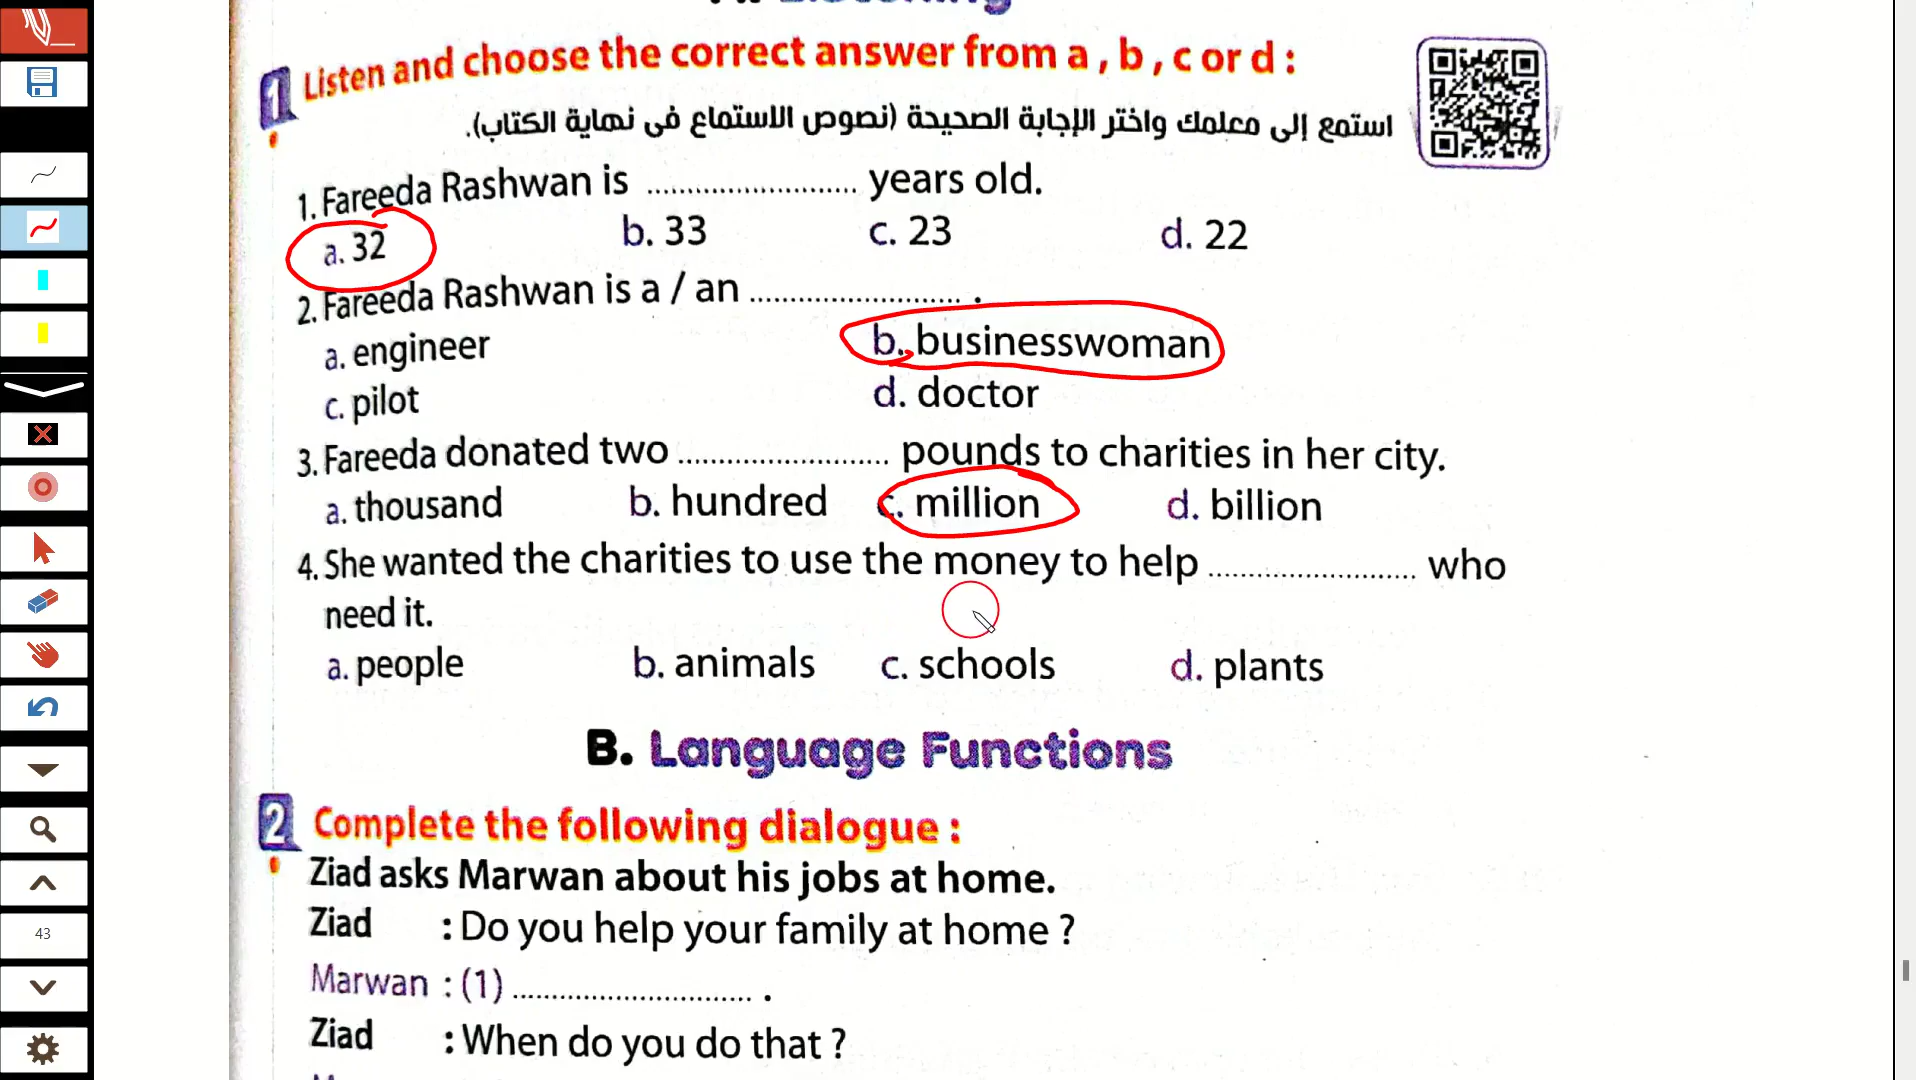 1 Listen and choose the correct answer from a , b , c or d :
استمع إلى معلمك واختر الإجابة الصحيحة (نصوص الاستماع فى نهاية الكتاب).
1. Fareeda Rashwan is .......................... years old.
a. 32 b. 33 c. 23 d. 22
2. Fareeda Rashwan is a / an .......................... .
a. engineer b. businesswoman
c. pilot d. doctor
3. Fareeda donated two .......................... pounds to charities in her city.
a. thousand b. hundred c. million d. billion
4. She wanted the charities to use the money to help .......................... who
need it.
a. people b. animals c. schools d. plants
B. Language Functions
2 Complete the following dialogue :
Ziad asks Marwan about his jobs at home.
Ziad : Do you help your family at home ?
43
Marwan : (1) .............................. .
Ziad : When do you do that ?